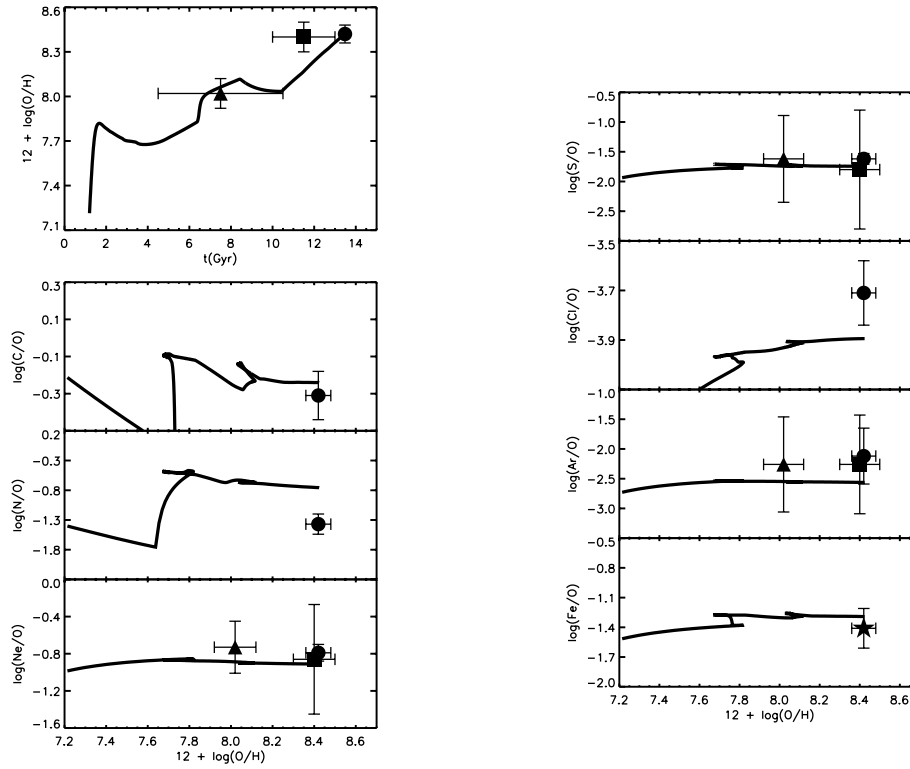 8.6
8.3
8.0
7.7
7.4
7.1
12 + log(O/H)
0 2 4 6 8 10 12 14
t(Gyr)
0.3
0.1
−0.1
−0.3
log(C/O)
0.2
−0.3
−0.8
−1.3
−1.8
log(N/O)
0.0
−0.4
−0.8
−1.2
−1.6
log(Ne/O)
7.2 7.4 7.6 7.8 8.0 8.2 8.4 8.6
12 + log(O/H)
−0.5
−1.0
−1.5
−2.0
−2.5
log(S/O)
−3.5
−3.7
−3.9
log(Cl/O)
−1.0
−1.5
−2.0
−2.5
−3.0
log(Ar/O)
−0.5
−0.8
−1.1
−1.4
−1.7
−2.0
log(Fe/O)
7.2 7.4 7.6 7.8 8.0 8.2 8.4 8.6
12 + log(O/H)